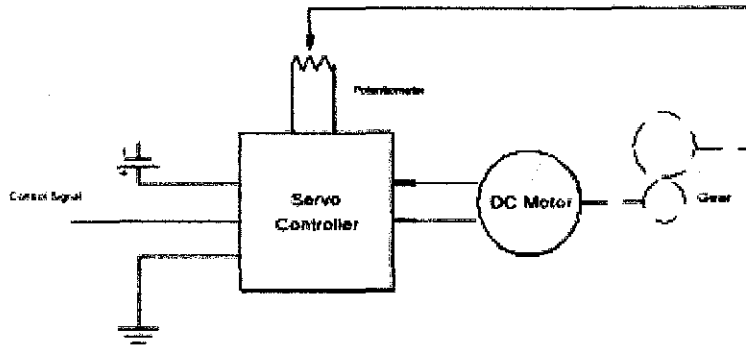 Potentiometer
Control Signal
Servo
Controller
DC Motor
Gear